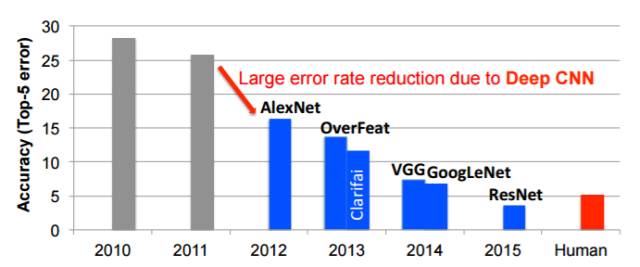 30
25
20
15
10
5
0
Accuracy (Top-5 error)
Large error rate reduction due to Deep CNN
AlexNet
OverFeat
Clarifai
VGG GoogLeNet
ResNet
2010 2011 2012 2013 2014 2015 Human